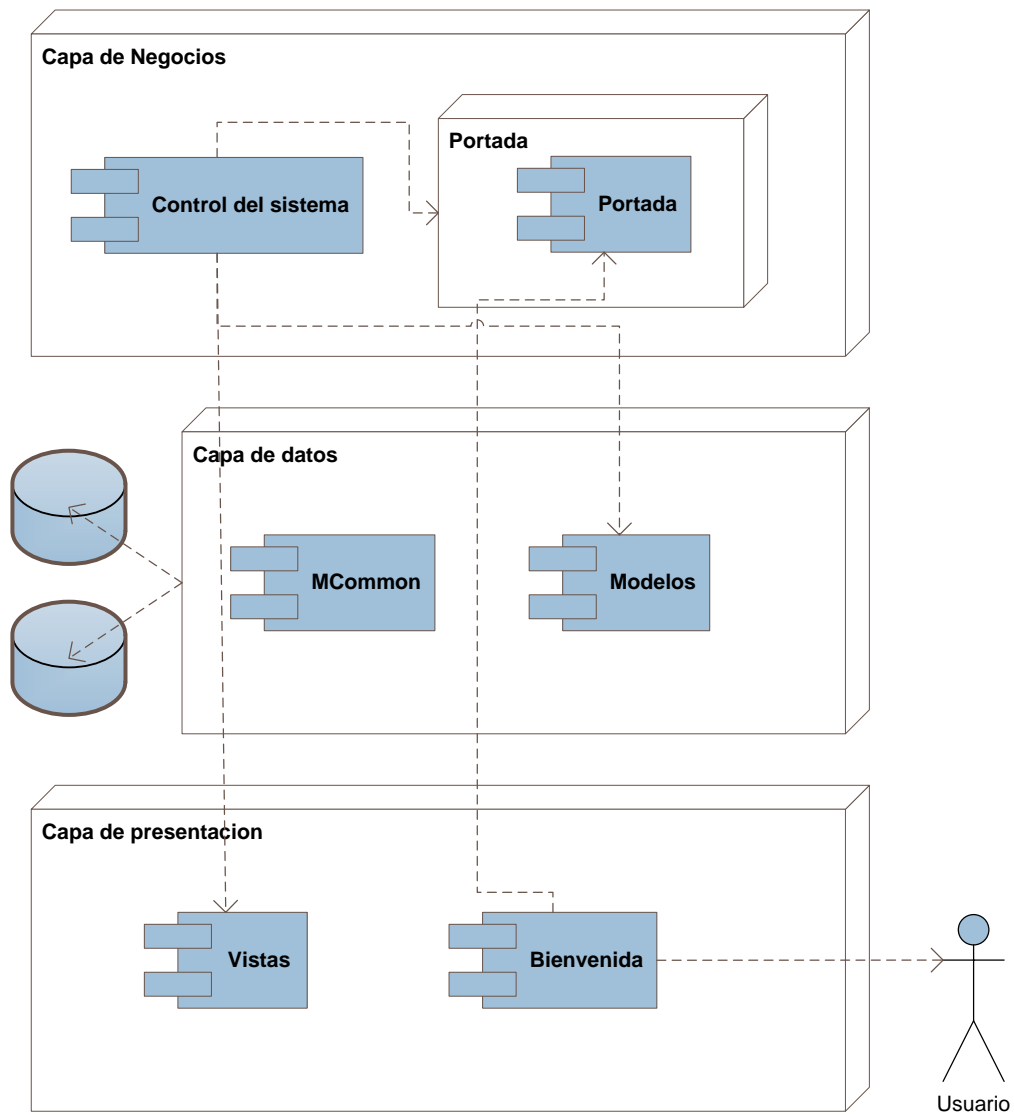 Capa de Negocios
Portada
Control del sistema
Portada
Capa de datos
MCommon
Modelos
Capa de presentacion
Vistas
Bienvenida
Usuario